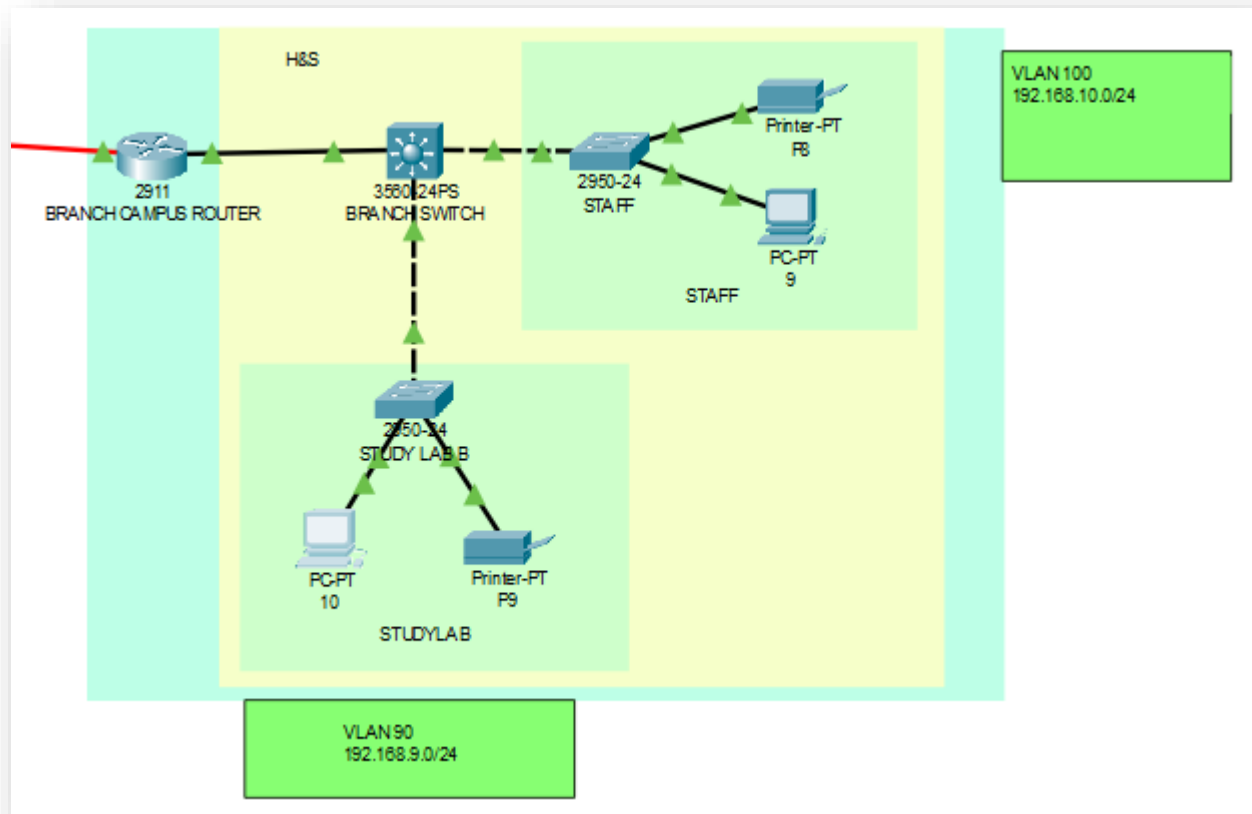 H&S
VLAN 100
192.168.10.0/24
Printer-PT
P8
2911
BRANCH CAMPUS ROUTER
3560-24PS
BRANCH SWITCH
2950-24
STAFF
PC-PT
9
STAFF
2950-24
STUDY LAB B
PC-PT
10
Printer-PT
P9
STUDYLAB
VLAN 90
192.168.9.0/24